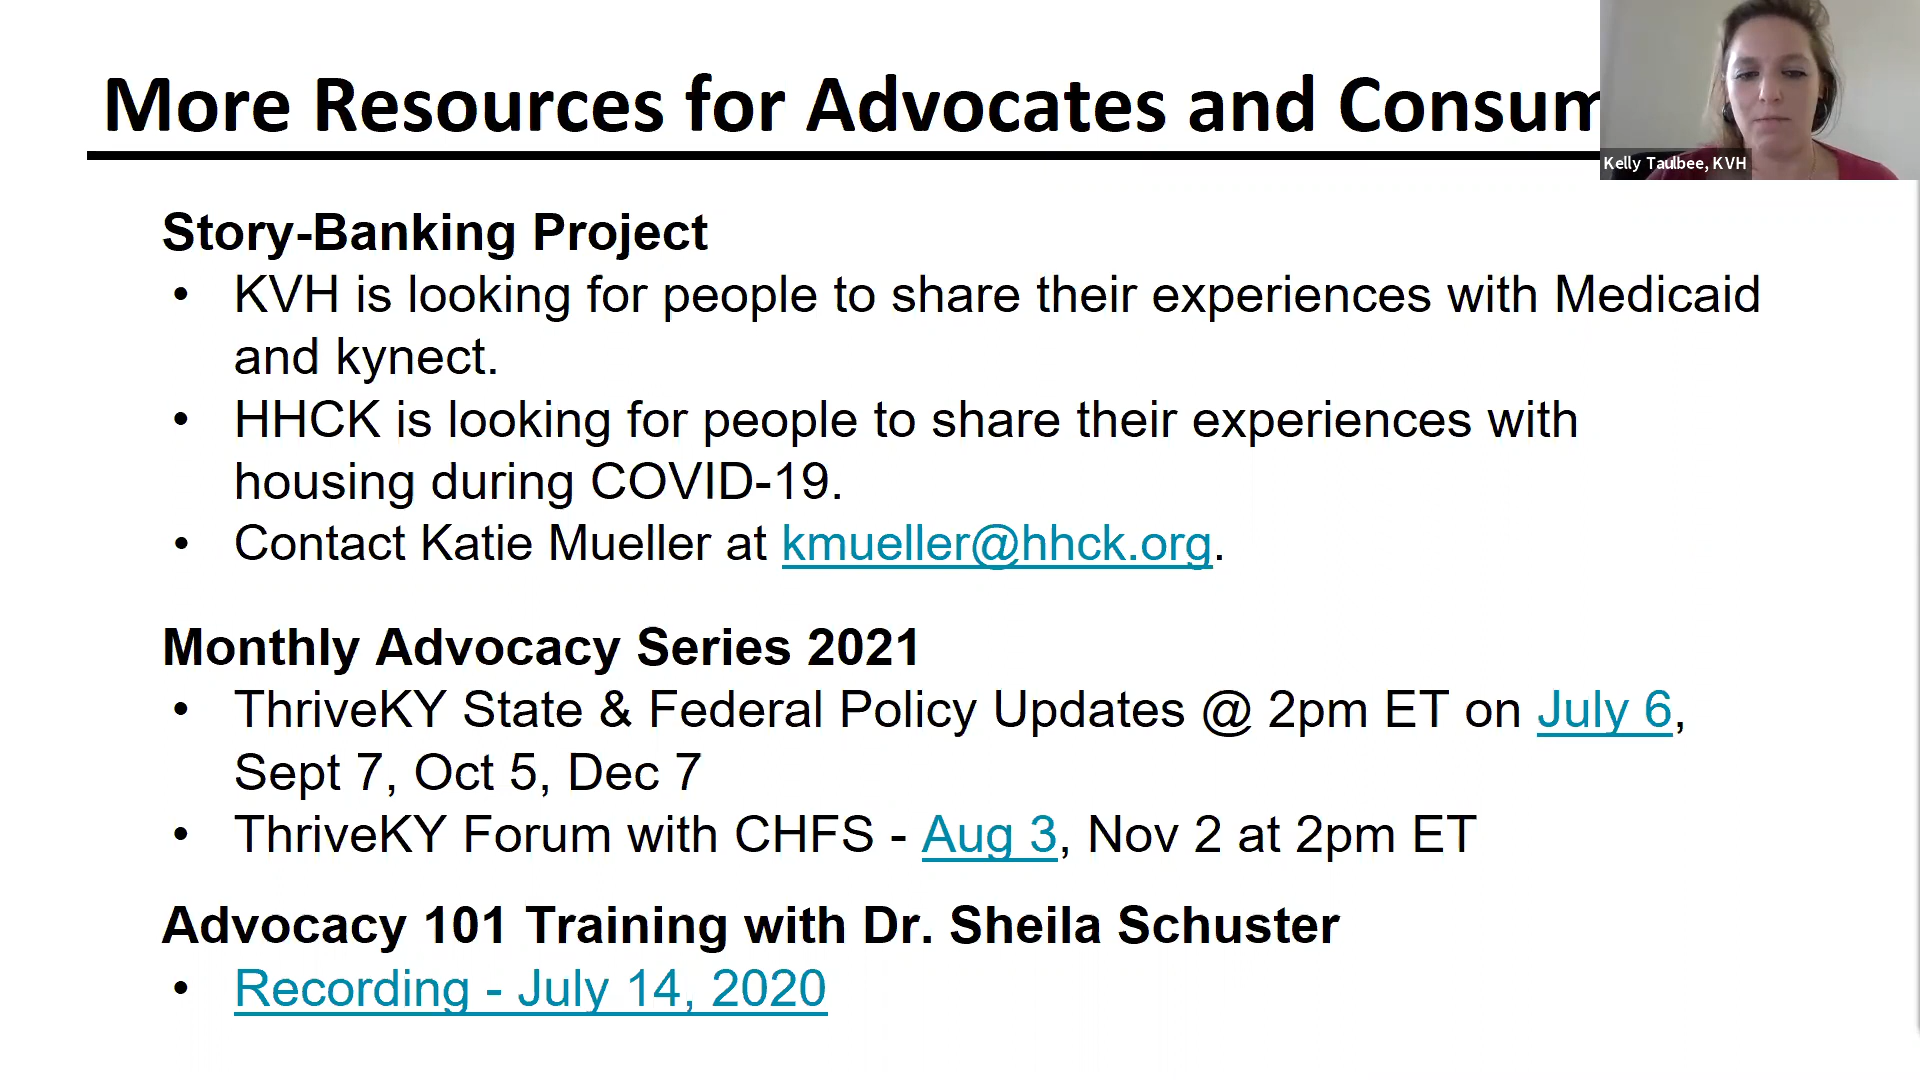 More Resources for Advocates and Consum
Kelly Taulbee, KVH
Story-Banking Project
• KVH is looking for people to share their experiences with Medicaid
and kynect.
• HHCK is looking for people to share their experiences with
housing during COVID-19.
• Contact Katie Mueller at kmueller@hhck.org.
Monthly Advocacy Series 2021
• ThriveKY State & Federal Policy Updates @ 2pm ET on July 6,
Sept 7, Oct 5, Dec 7
• ThriveKY Forum with CHFS - Aug 3, Nov 2 at 2pm ET
Advocacy 101 Training with Dr. Sheila Schuster
• Recording - July 14, 2020